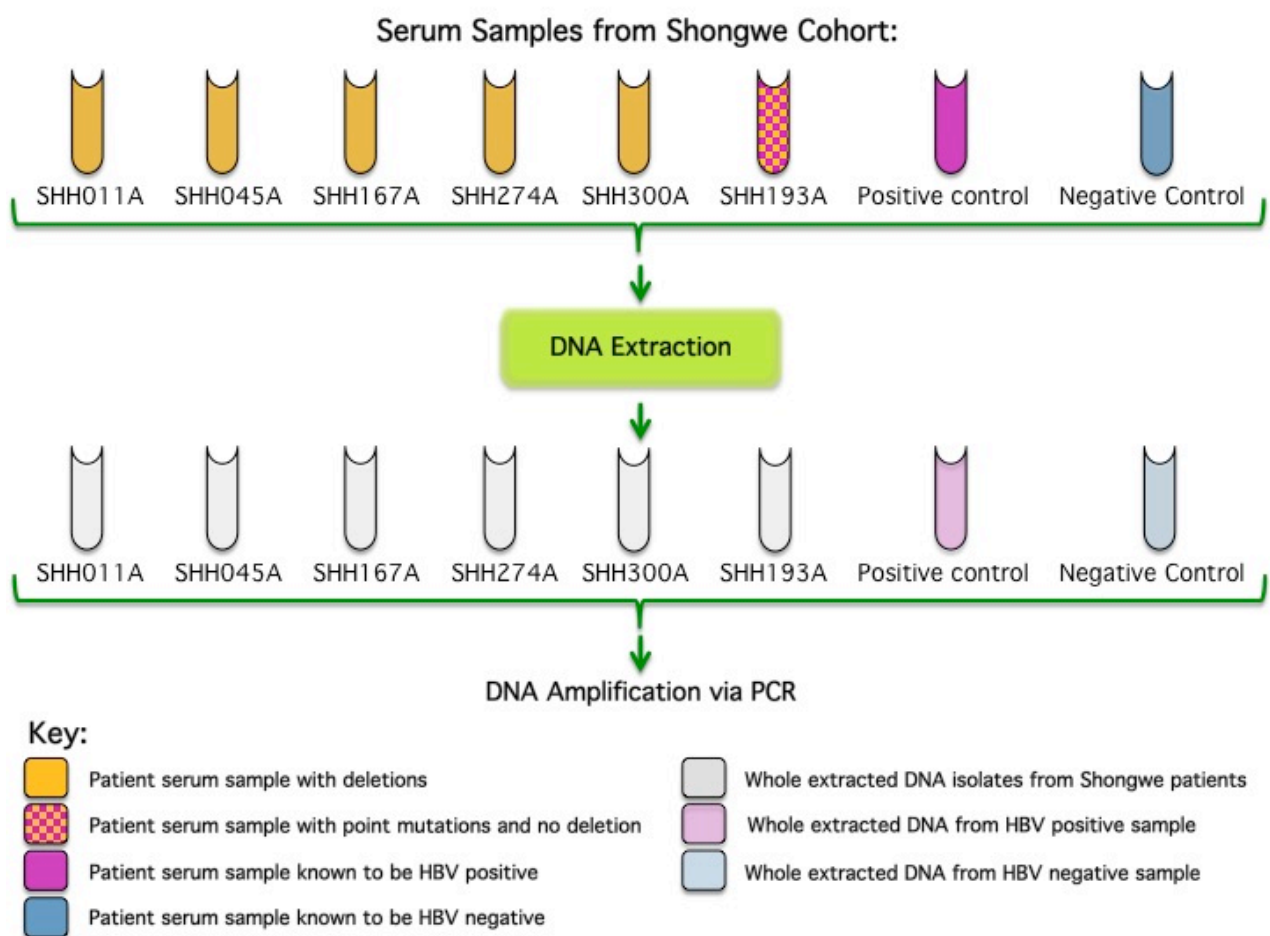 Serum Samples from Shongwe Cohort:
SHH011A SHH045A SHH167A SHH274A SHH300A SHH193A Positive control Negative Control
DNA Extraction
SHH011A SHH045A SHH167A SHH274A SHH300A SHH193A Positive control Negative Control
DNA Amplification via PCR
Key:
Patient serum sample with deletions
Patient serum sample with point mutations and no deletion
Patient serum sample known to be HBV positive
Patient serum sample known to be HBV negative
Whole extracted DNA isolates from Shongwe patients
Whole extracted DNA from HBV positive sample
Whole extracted DNA from HBV negative sample